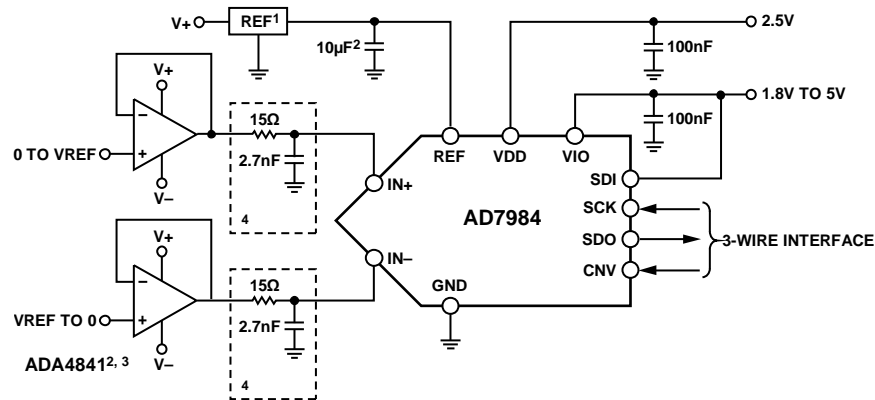 V+
REF1
10µF2
100nF
2.5V
1.8V TO 5V
100nF
V+
–
+
0 TO VREF
V–
15Ω
2.7nF
4
REF
VDD
VIO
IN+
SDI
SCK
AD7984
SDO
3-WIRE INTERFACE
CNV
IN–
GND
V+
–
+
VREF TO 0
V–
ADA48412, 3
15Ω
2.7nF
4